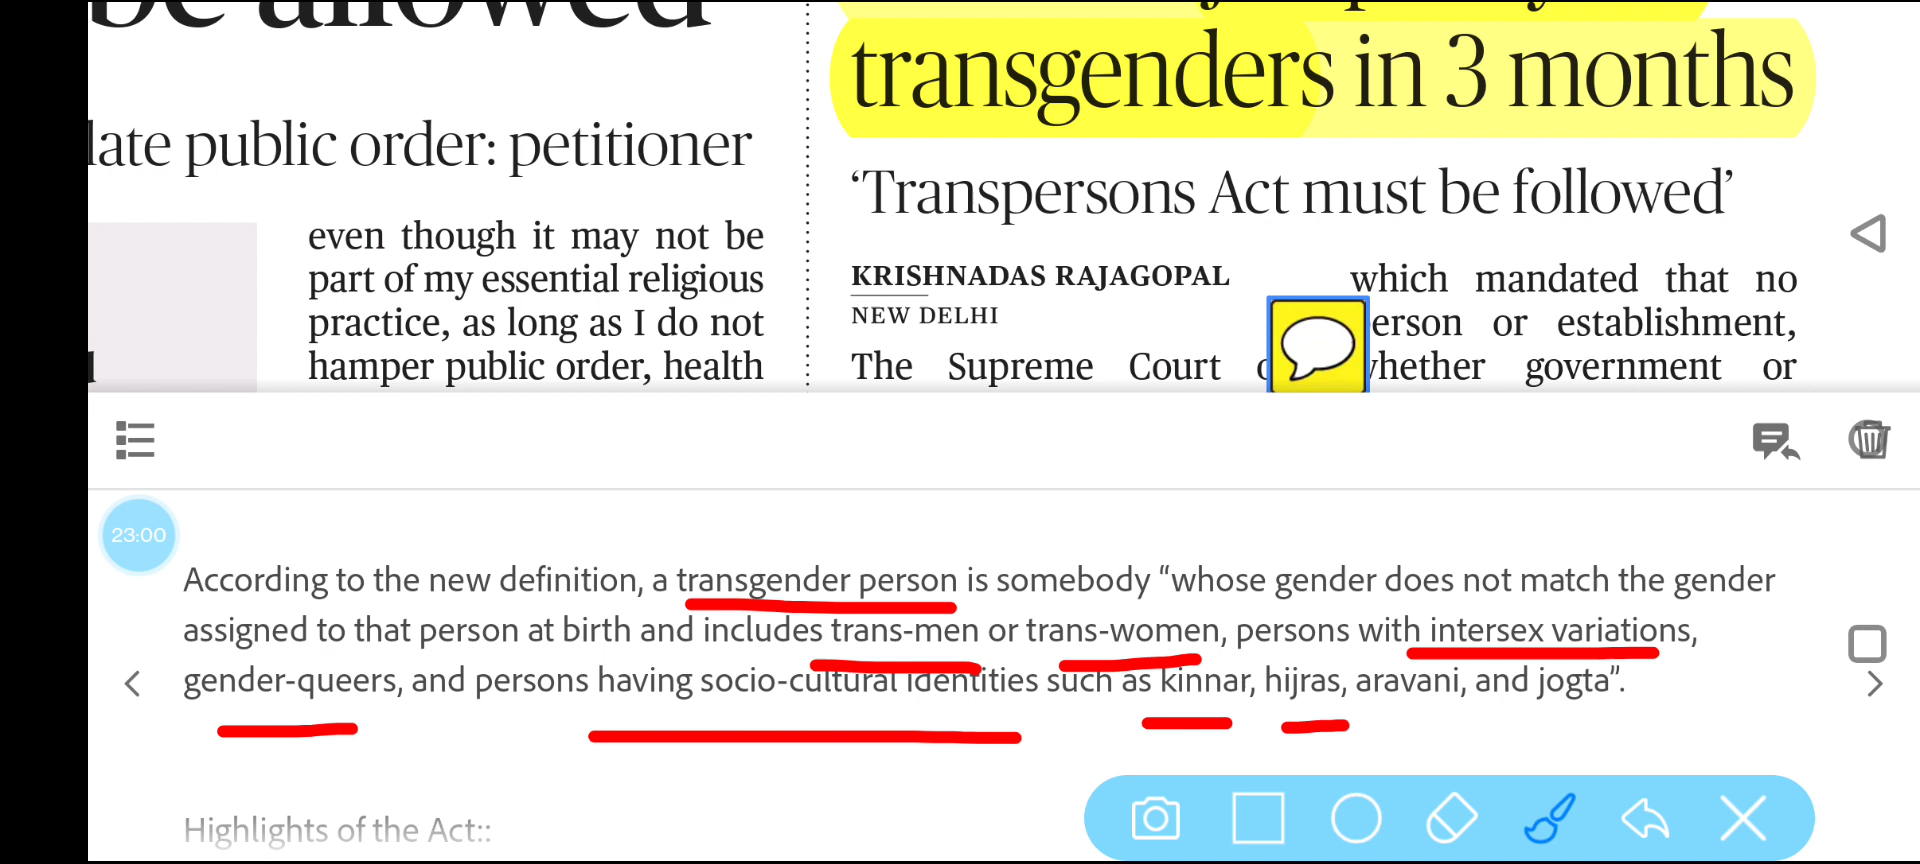 be allowed
late public order: petitioner
even though it may not be
part of my essential religious
practice, as long as I do not
hamper public order, health
transgenders in 3 months
‘Transpersons Act must be followed’
KRISHNADAS RAJAGOPAL
NEW DELHI
The Supreme Court
which mandated that no
erson or establishment,
hether government or
23:00
According to the new definition, a transgender person is somebody “whose gender does not match the gender
assigned to that person at birth and includes trans-men or trans-women, persons with intersex variations,
gender-queers, and persons having socio-cultural identities such as kinnar, hijras, aravani, and jogta”.
Highlights of the Act::